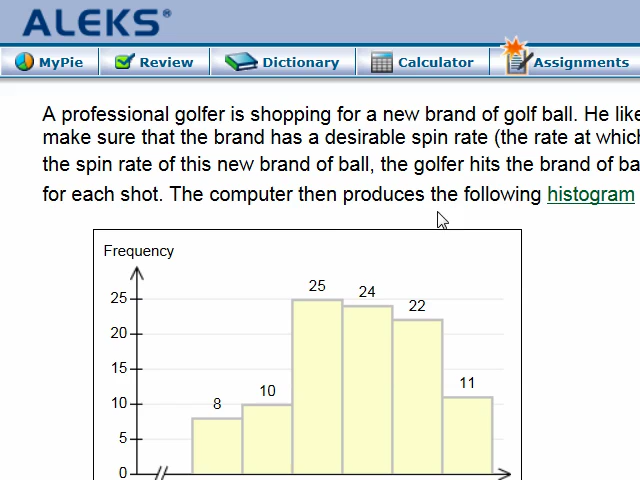 ALEKS®
MyPie Review Dictionary Calculator Assignments
A professional golfer is shopping for a new brand of golf ball. He like
make sure that the brand has a desirable spin rate (the rate at which
the spin rate of this new brand of ball, the golfer hits the brand of ba
for each shot. The computer then produces the following histogram
Frequency
25
20
15
10
5
0
8
10
25
24
22
11